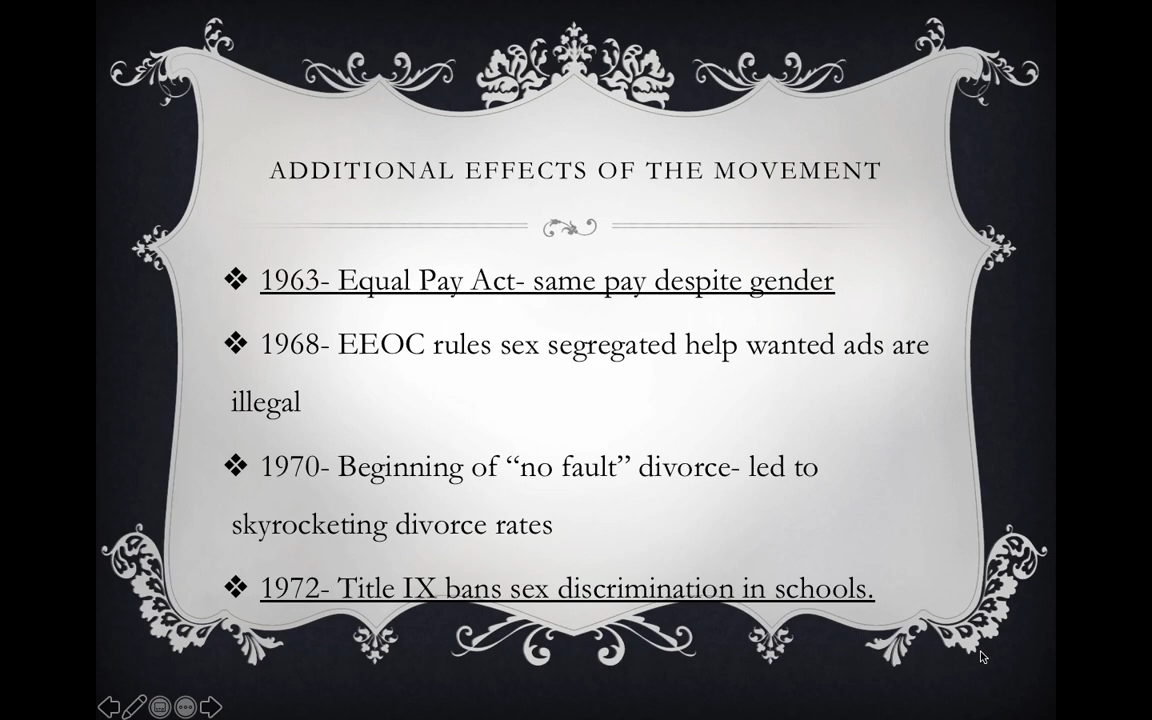 ADDITIONAL EFFECTS OF THE MOVEMENT
❖ 1963- Equal Pay Act- same pay despite gender
❖ 1968- EEOC rules sex segregated help wanted ads are
illegal
❖ 1970- Beginning of “no fault” divorce- led to
skyrocketing divorce rates
❖ 1972- Title IX bans sex discrimination in schools.